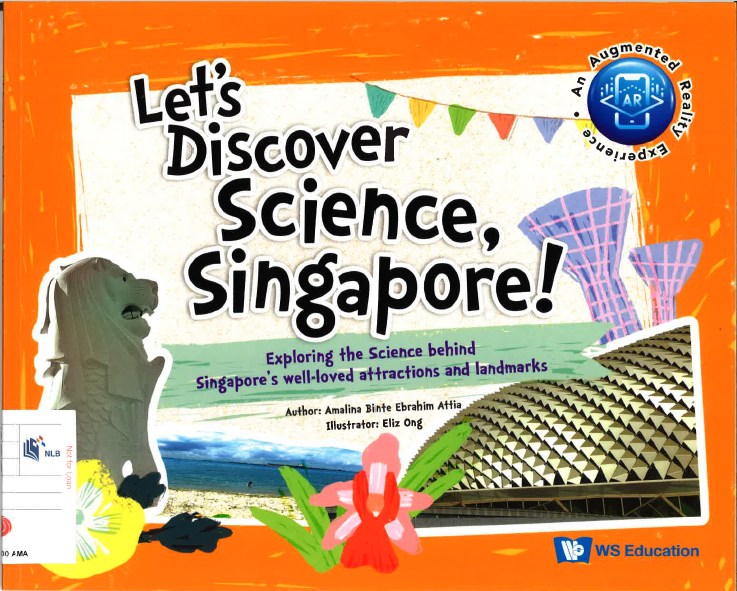 Let's
Discover
Science,
Singapore!
An Augmented Reality Experience •
AR
Exploring the Science behind
Singapore's well-loved attractions and landmarks
Author: Amalina Binte Ebrahim Attia
Illustrator: Eliz Ong
NLB
Not for Loan
00 AMA
WS Education